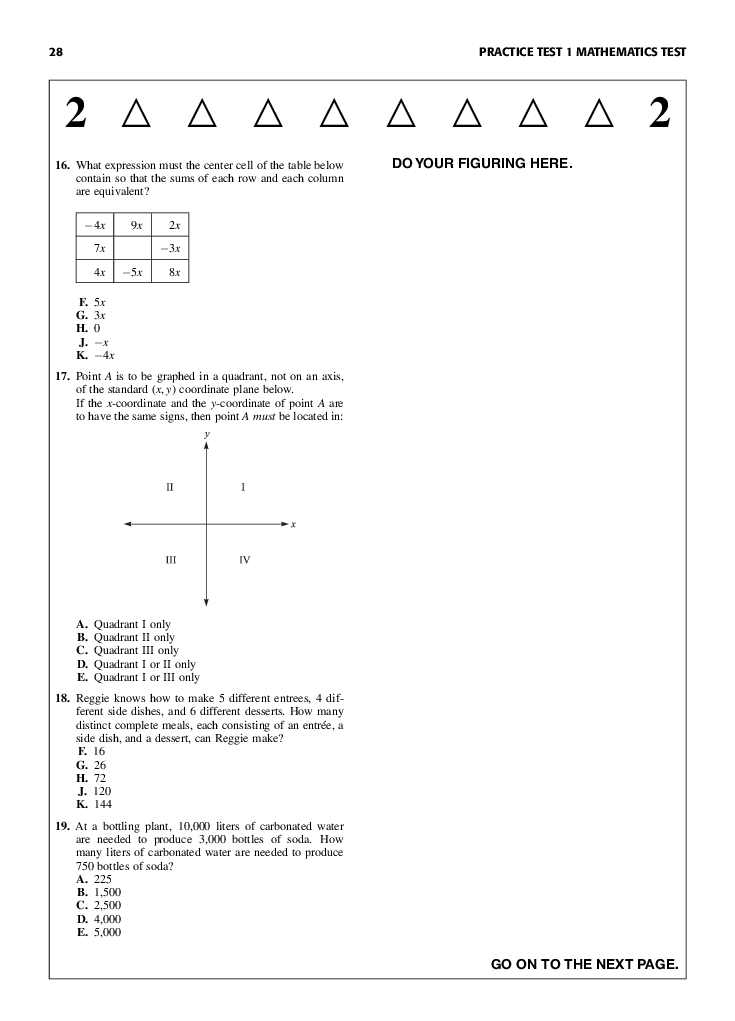 28
PRACTICE TEST 1 MATHEMATICS TEST
2 △ △ △ △ △ △ △ △ 2
16. What expression must the center cell of the table below
contain so that the sums of each row and each column
are equivalent?
−4x 9x 2x
7x −3x
4x −5x 8x
F. 5x
G. 3x
H. 0
J. −x
K. −4x
17. Point A is to be graphed in a quadrant, not on an axis,
of the standard (x, y) coordinate plane below.
If the x-coordinate and the y-coordinate of point A are
to have the same signs, then point A must be located in:
y
II I
x
III IV
A. Quadrant I only
B. Quadrant II only
C. Quadrant III only
D. Quadrant I or II only
E. Quadrant I or III only
18. Reggie knows how to make 5 different entrees, 4 dif-
ferent side dishes, and 6 different desserts. How many
distinct complete meals, each consisting of an entrée, a
side dish, and a dessert, can Reggie make?
F. 16
G. 26
H. 72
J. 120
K. 144
19. At a bottling plant, 10,000 liters of carbonated water
are needed to produce 3,000 bottles of soda. How
many liters of carbonated water are needed to produce
750 bottles of soda?
A. 225
B. 1,500
C. 2,500
D. 4,000
E. 5,000
DO YOUR FIGURING HERE.
GO ON TO THE NEXT PAGE.